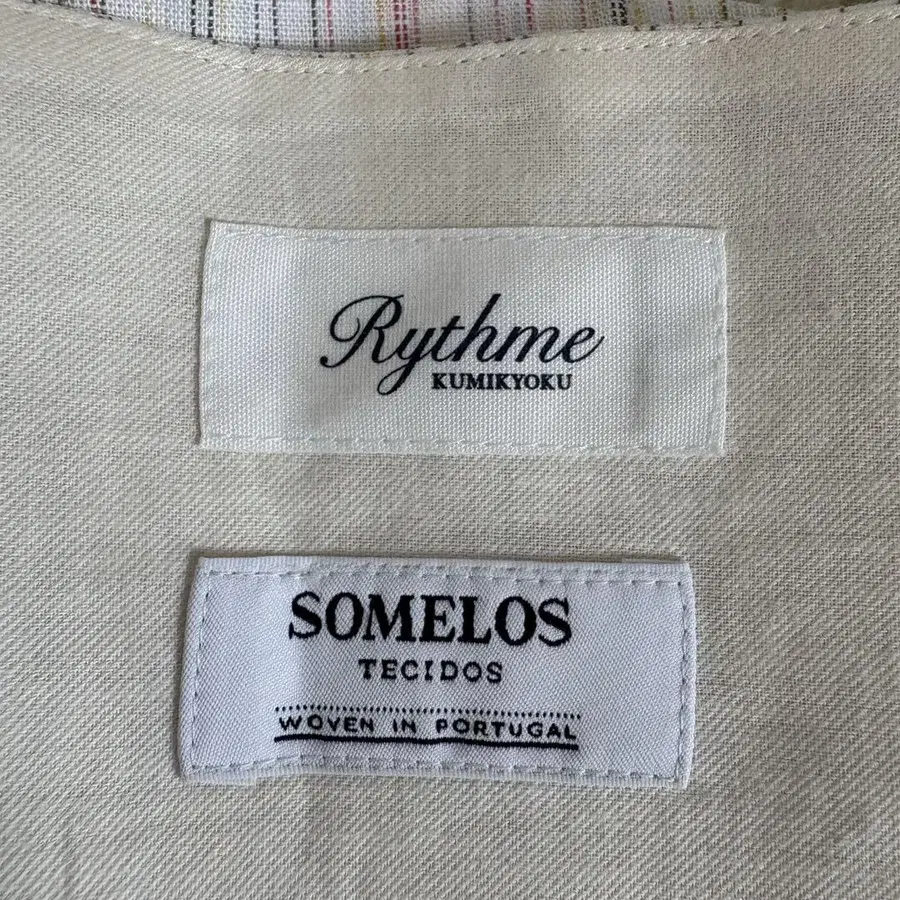 Rythme
KUMIKYOKU
SOMELOS
TECIDOS
WOVEN IN PORTUGAL